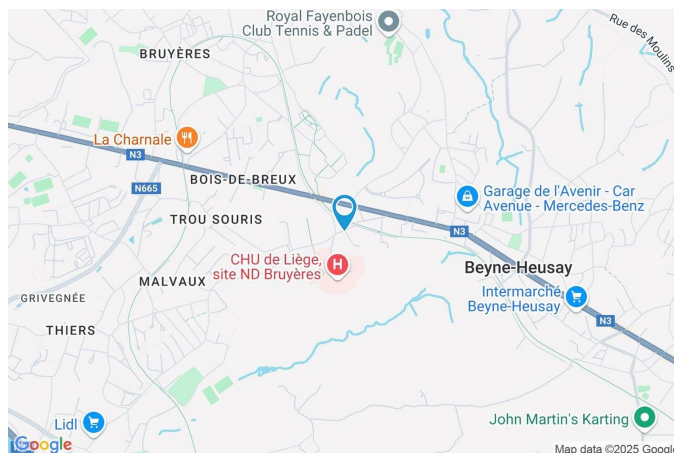 Royal Fayenbois
Club Tennis & Padel
Rue des Moulins
BRUYÈRES
La Charnale
N3
N665
BOIS-DE-BREUX
Garage de l'Avenir - Car
Avenue - Mercedes-Benz
TROU SOURIS
N3
CHU de Liège,
site ND Bruyères
H
Beyne-Heusay
MALVAUX
Intermarché
Beyne-Heusay
GRIVEGNÉE
N3
THIERS
Lidl
John Martin's Karting
Google
Map data ©2025 Google